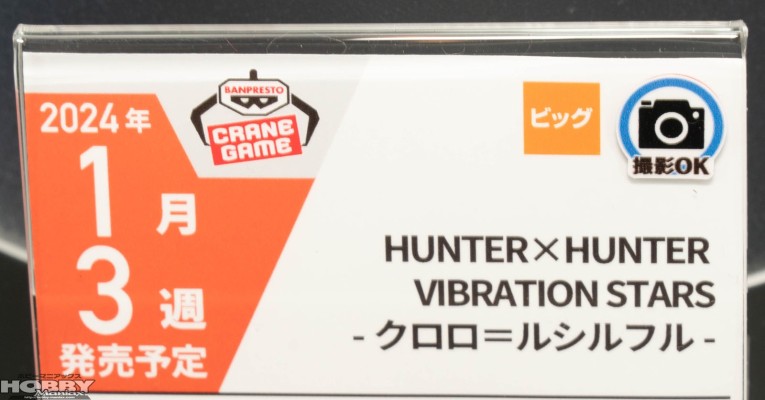 2024年
1月
3週
発売予定
BANPRESTO
CRANE
GAME
ビッグ
撮影OK
HUNTER×HUNTER
VIBRATION STARS
- クロロ＝ルシルフル -
HOBBY
Maniax